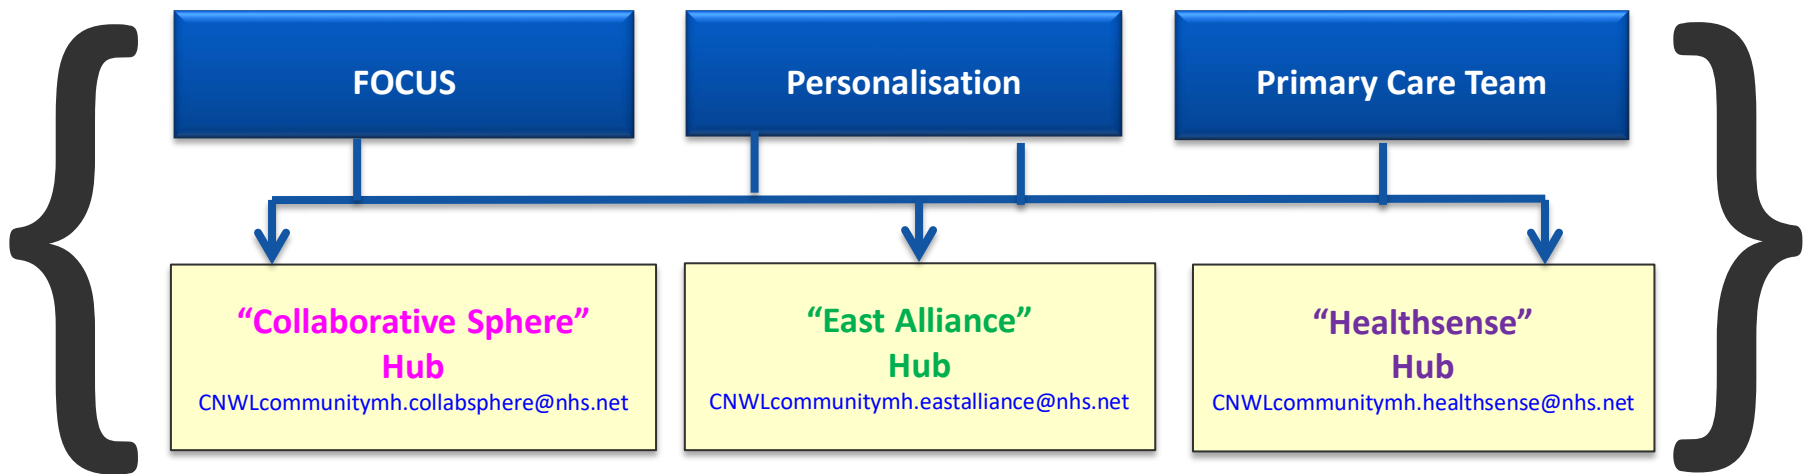 FOCUS
Personalisation
Primary Care Team
“Collaborative Sphere”
Hub
CNWLcommunitymh.collabsphere@nhs.net
“East Alliance”
Hub
CNWLcommunitymh.eastalliance@nhs.net
“Healthsense”
Hub
CNWLcommunitymh.healthsense@nhs.net